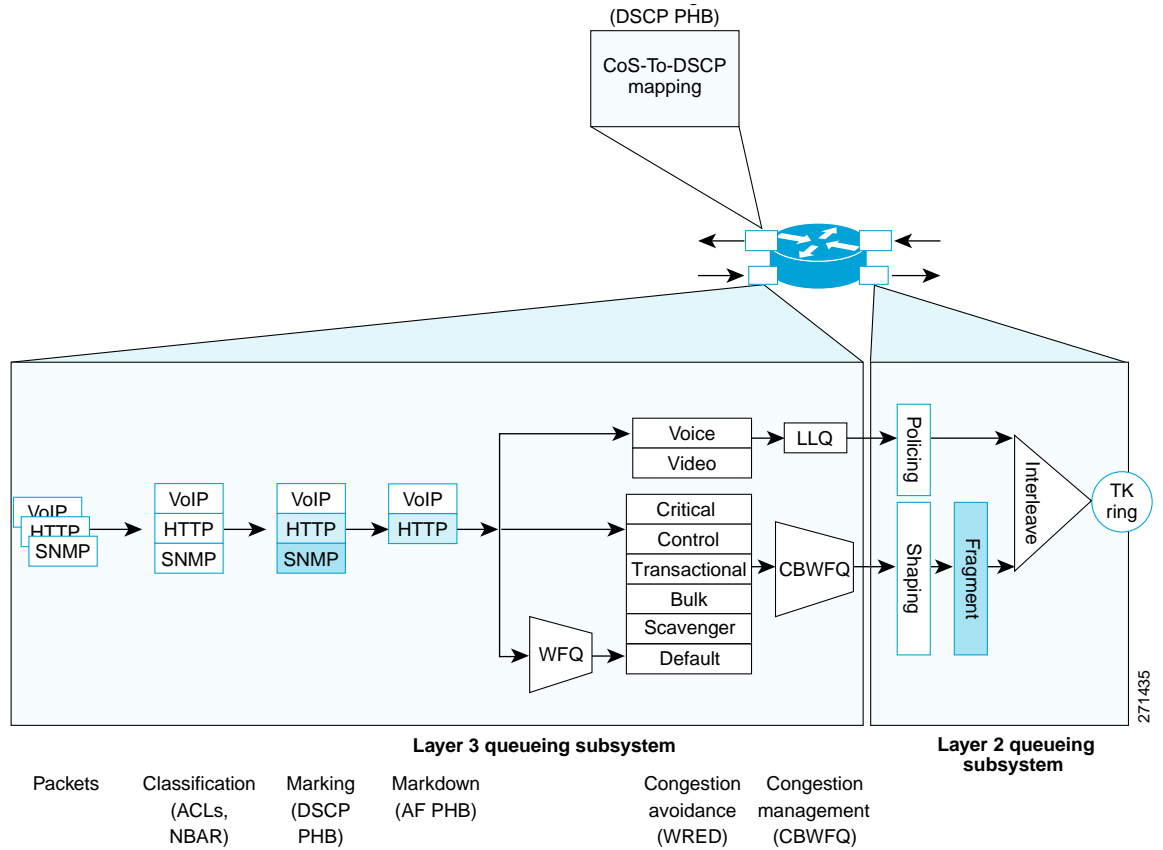 (DSCP PHB)
CoS-To-DSCP
mapping
VoIP
HTTP
SNMP
VoIP
HTTP
SNMP
VoIP
HTTP
SNMP
VoIP
HTTP
WFQ
Voice
Video
Critical
Control
Transactional
Bulk
Scavenger
Default
LLQ
CBWFQ
Policing
Shaping
Fragment
Interleave
TK
ring
271435
Layer 3 queueing subsystem
Layer 2 queueing
subsystem
Packets
Classification
(ACLs,
NBAR)
Marking
(DSCP
PHB)
Markdown
(AF PHB)
Congestion
avoidance
(WRED)
Congestion
management
(CBWFQ)